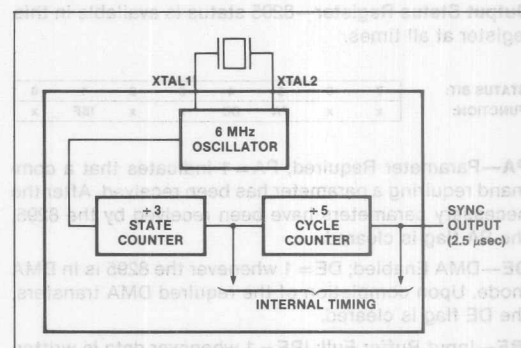 Output Status Register—8295 status is available in this
register at all times.
XTAL1 XTAL2
STATUS BIT:
FUNCTION: x x DE x IBF x
6 MHz
OSCILLATOR
PA—Parameter Required; PA = 1 indicates that a com
mand requiring a parameter has been received. After the
necessary parameters have been received by the 8295,
the PA flag is cleared.
÷ 3
STATE
COUNTER
÷ 5
CYCLE
COUNTER
SYNC
OUTPUT
(2.5 μsec)
DE—DMA Enabled; DE = 1 whenever the 8295 is in DMA
mode. Upon completion of the required DMA transfers,
the DE flag is cleared.
INTERNAL TIMING
IBF—Input Buffer Full; IBF = 1 whenever data is written